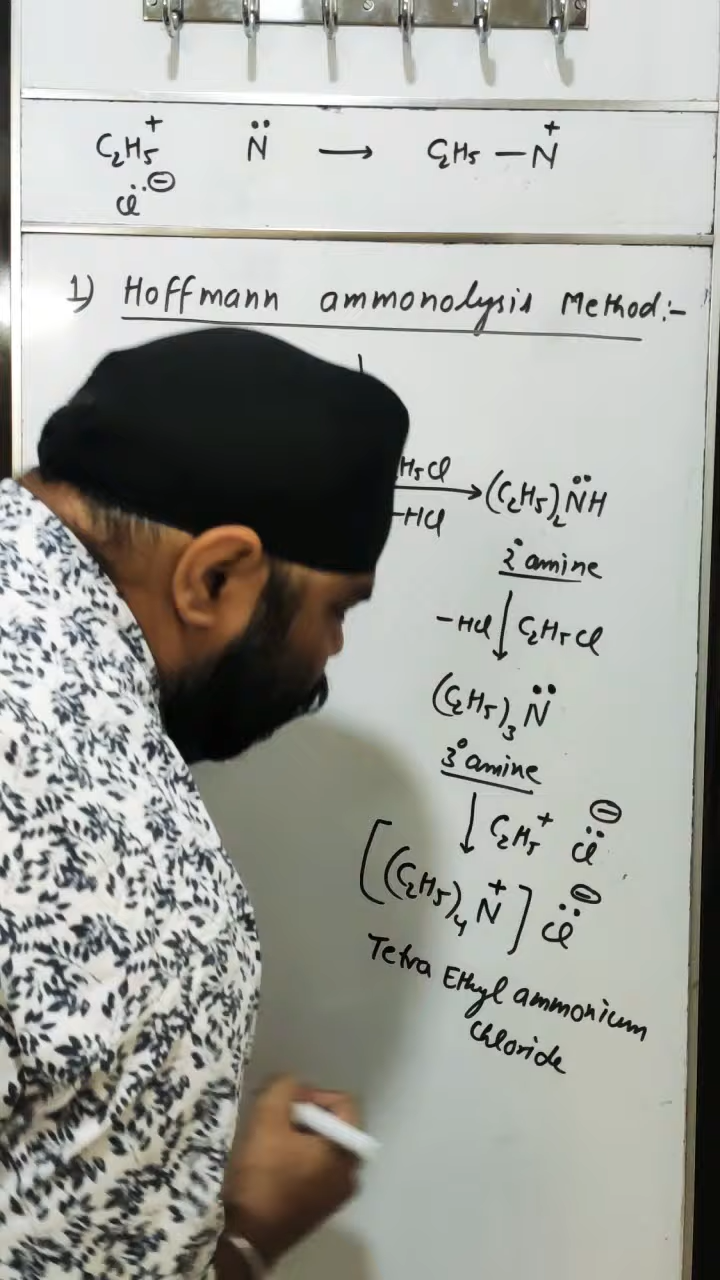 C₂H₅⁺ N̈ ⟶ C₂H₅ — N⁺
:Cl⊖
1) Hoffmann ammonolysis Method:-
H₅Cl
-HCl
(C₂H₅)₂N̈H
2° amine
-HCl ↓ C₂H₅Cl
(C₂H₅)₃N̈
3° amine
↓ C₂H₅⁺ :Cl⊖
[(C₂H₅)₄N⁺] :Cl⊖
Tetra Ethyl ammonium
Chloride